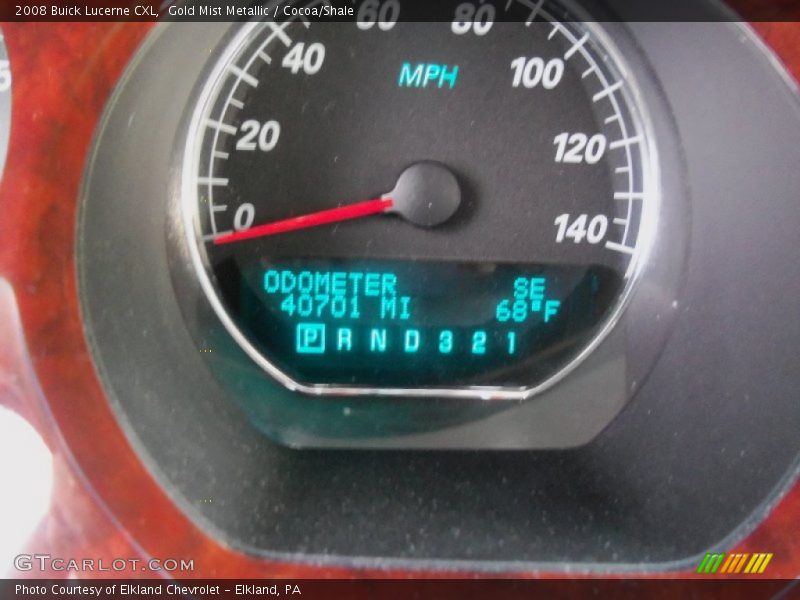 2008 Buick Lucerne CXL, Gold Mist Metallic / Cocoa/Shale
60 80
40 MPH 100
20 120
0 140
ODOMETER SE
40701 MI 68°F
P R N D 3 2 1
GTCARLOT.COM
Photo Courtesy of Elkland Chevrolet - Elkland, PA